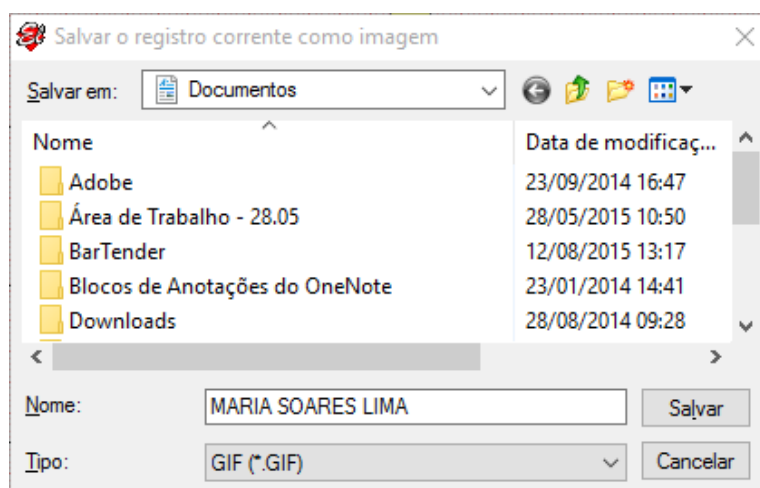 Salvar o registro corrente como imagem
Salvar em: Documentos
Nome Data de modificaç...
Adobe 23/09/2014 16:47
Área de Trabalho - 28.05 28/05/2015 10:50
BarTender 12/08/2015 13:17
Blocos de Anotações do OneNote 23/01/2014 14:41
Downloads 28/08/2014 09:28
Nome: MARIA SOARES LIMA Salvar
Tipo: GIF (*.GIF) Cancelar